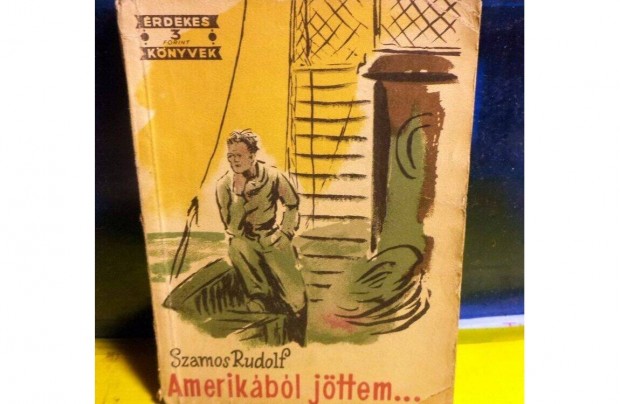 ÉRDEKES
3
FORINT
KÖNYVEK
Szamos Rudolf
Amerikából jöttem...